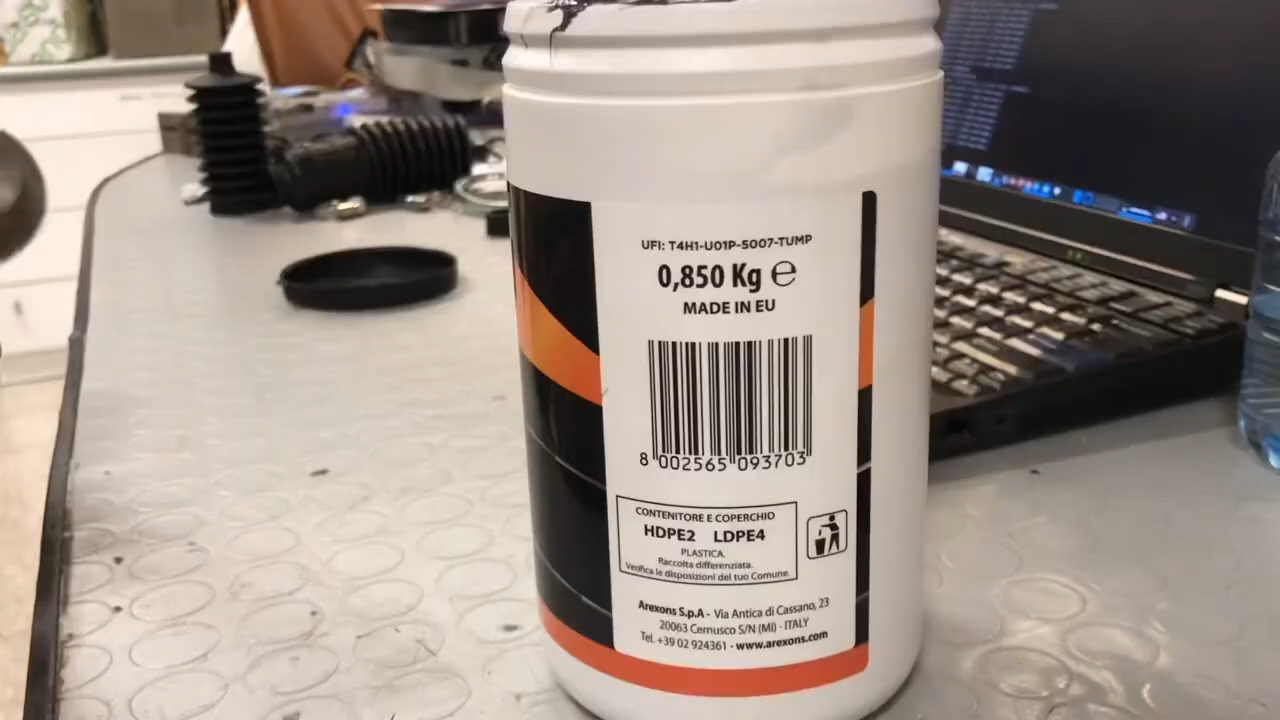 UFI: T4H1-U01P-5007-TUMP
0,850 Kg ℮
MADE IN EU
8 002565 093703
CONTENITORE E COPERCHIO
HDPE2 LDPE4
PLASTICA.
Raccolta differenziata.
Verifica le disposizioni del tuo Comune.
Arexons S.p.A - Via Antica di Cassano, 23
20063 Cernusco S/N (Mi) - ITALY
Tel. +39 02 924361 - www.arexons.com